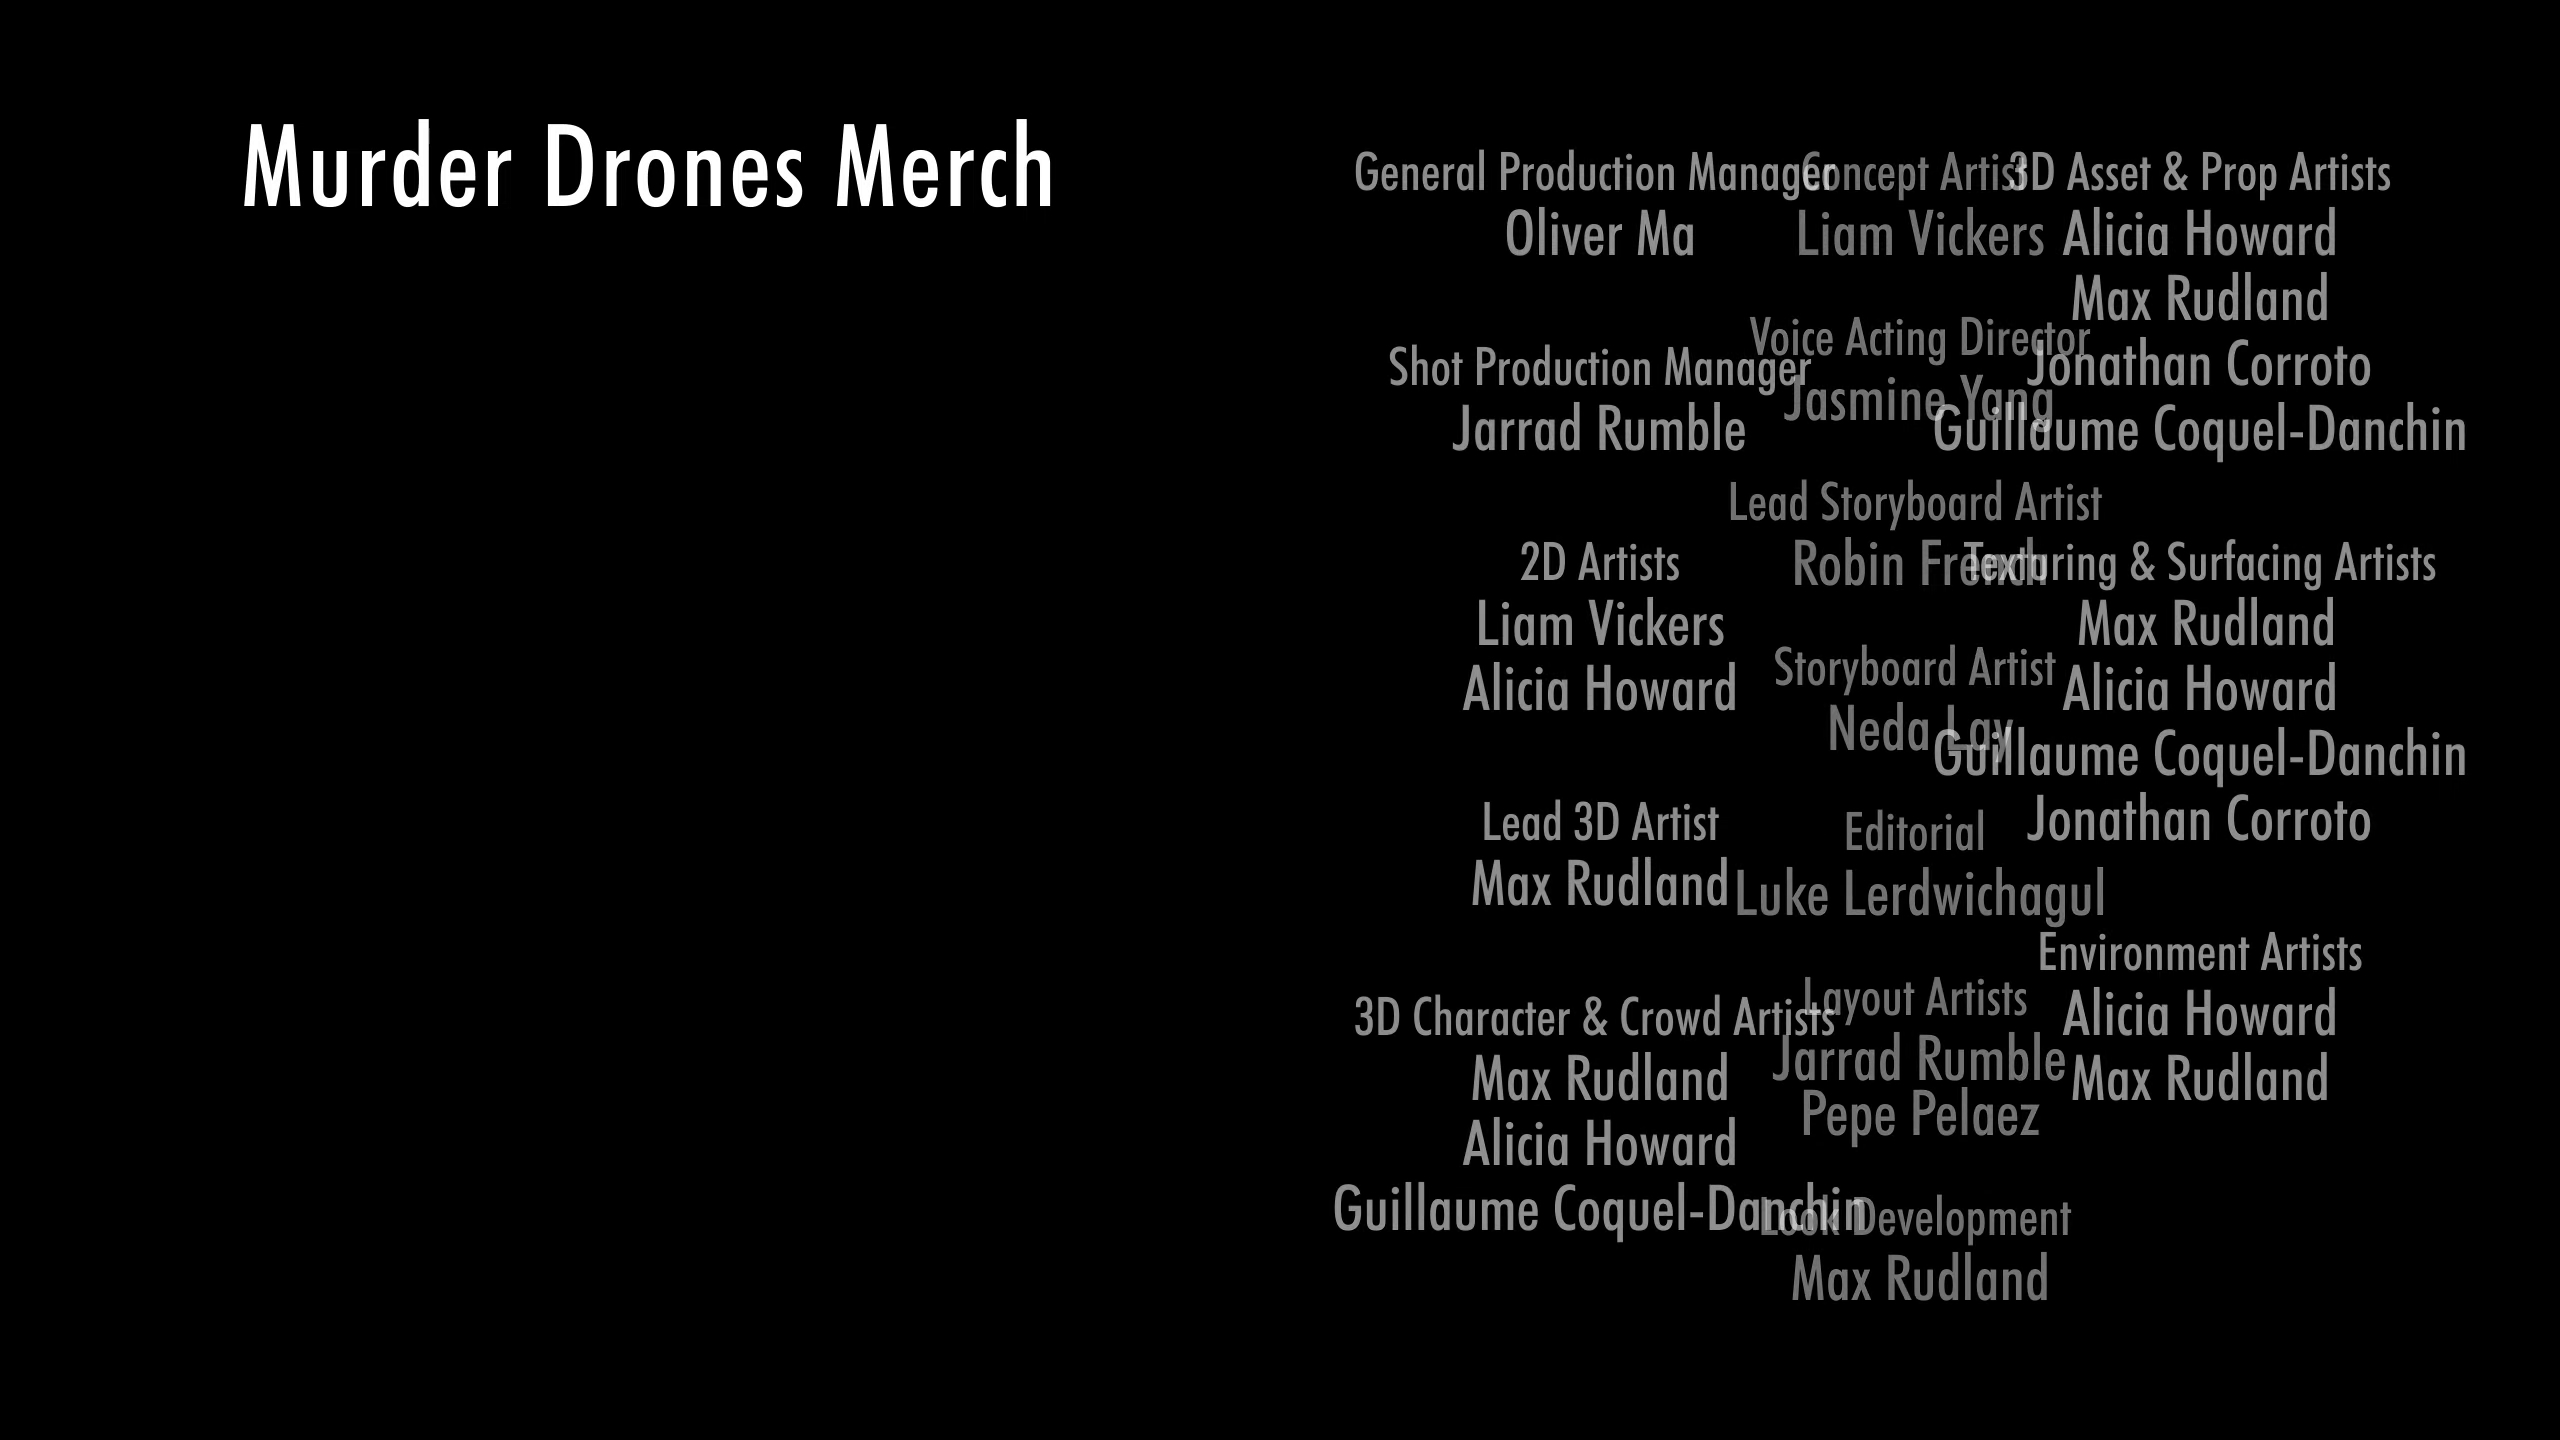 Murder Drones Merch
General Production Manager
Oliver Ma
Shot Production Manager
Jarrad Rumble
2D Artists
Liam Vickers
Alicia Howard
Lead 3D Artist
Max Rudland
3D Character & Crowd Artists
Max Rudland
Alicia Howard
Guillaume Coquel-Danchin
Concept Artist
Liam Vickers
Voice Acting Director
Jasmine Yang
Lead Storyboard Artist
Robin French
Storyboard Artist
Neda Lay
Editorial
Luke Lerdwichagul
Layout Artists
Jarrad Rumble
Pepe Pelaez
Look Development
Max Rudland
3D Asset & Prop Artists
Alicia Howard
Max Rudland
Jonathan Corroto
Guillaume Coquel-Danchin
Texturing & Surfacing Artists
Max Rudland
Alicia Howard
Guillaume Coquel-Danchin
Jonathan Corroto
Environment Artists
Alicia Howard
Max Rudland